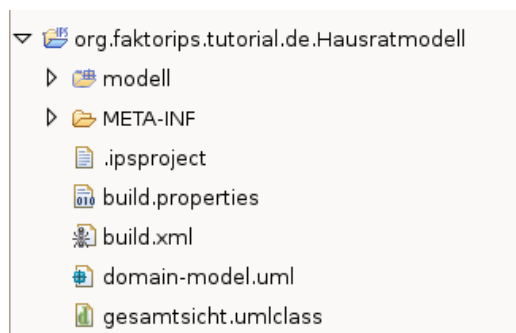 org.faktorips.tutorial.de.Hausratmodell
modell
META-INF
.ipsproject
build.properties
build.xml
domain-model.uml
gesamtsicht.umlclass